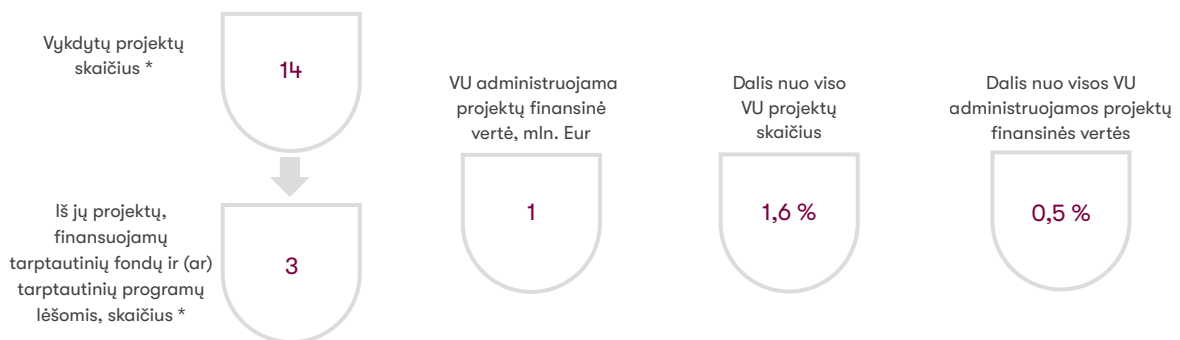 Vykdytų projektų
skaičius *
14
Iš jų projektų,
finansuojamų
tarptautinių fondų ir (ar)
tarptautinių programų
lėšomis, skaičius *
3
VU administruojama
projektų finansinė
vertė, mln. Eur
1
Dalis nuo viso
VU projektų
skaičius
1,6 %
Dalis nuo visos VU
administruojamos projektų
finansinės vertės
0,5 %